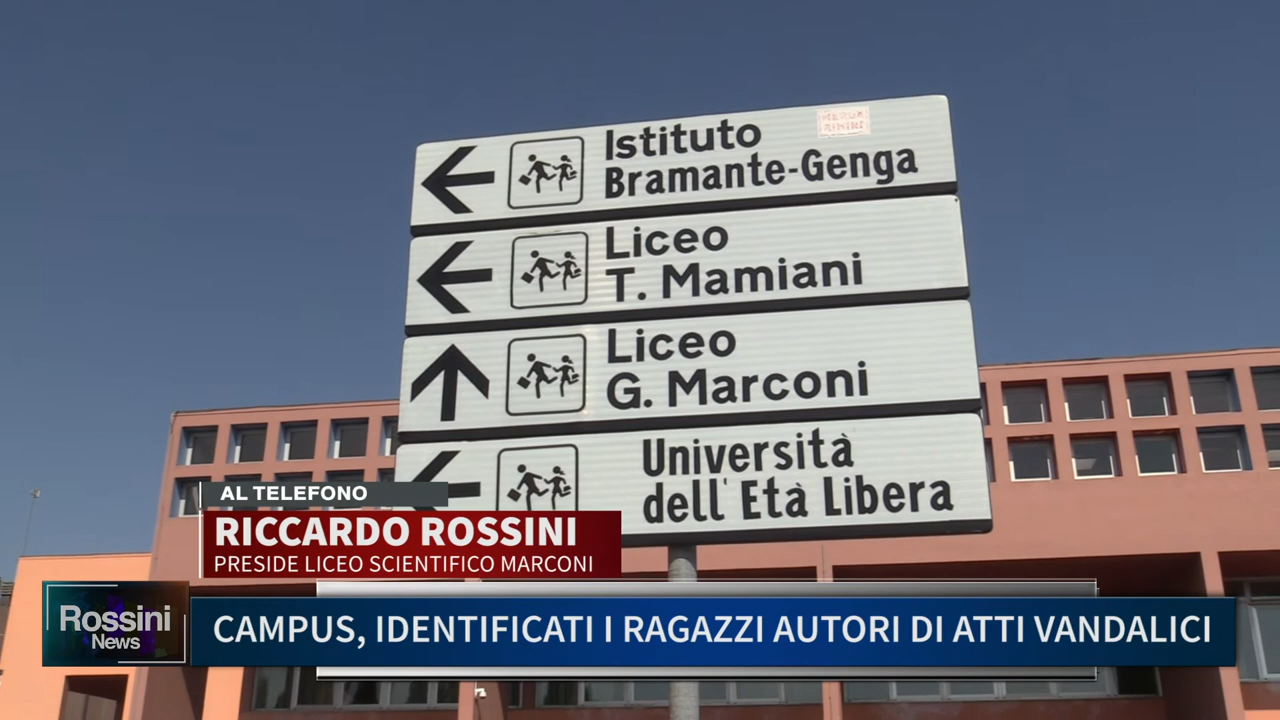 Istituto
Bramante-Genga
Liceo
T. Mamiani
Liceo
G. Marconi
Università
dell'Età Libera
AL TELEFONO
RICCARDO ROSSINI
PRESIDE LICEO SCIENTIFICO MARCONI
Rossini
News
CAMPUS, IDENTIFICATI I RAGAZZI AUTORI DI ATTI VANDALICI